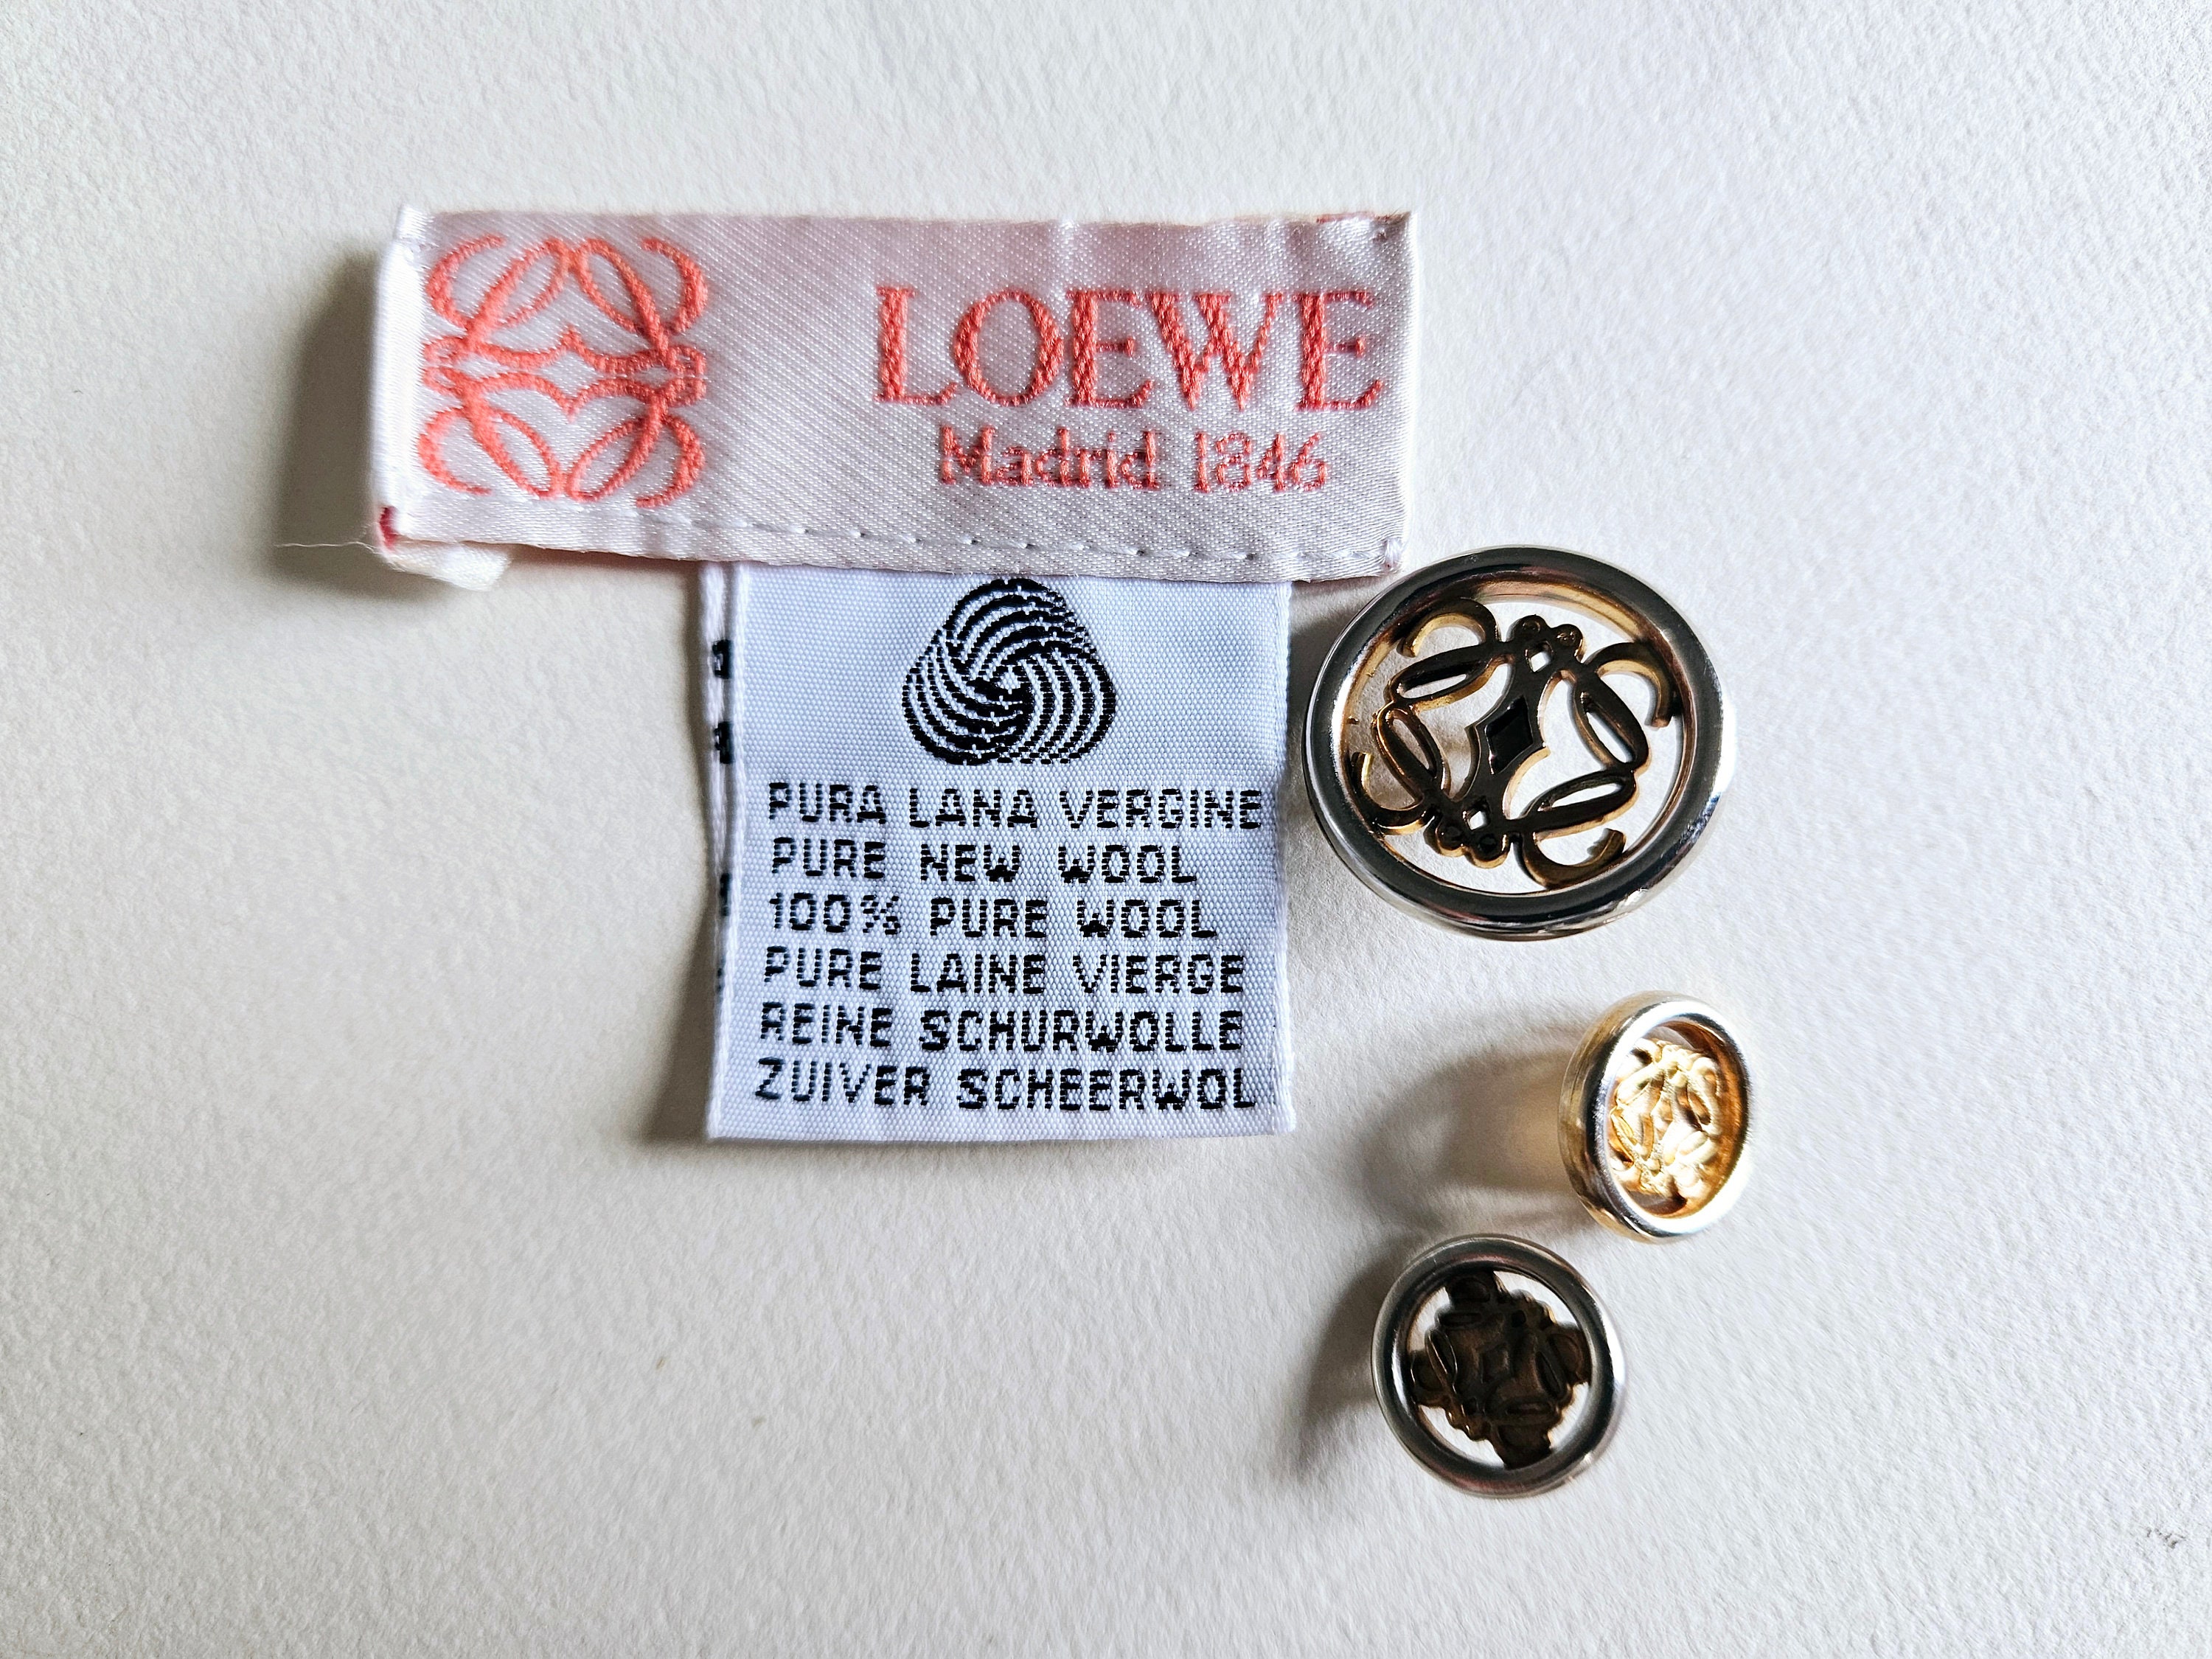 LOEWE
Madrid 1846
PURA LANA VERGINE
PURE NEW WOOL
100% PURE WOOL
PURE LAINE VIERGE
REINE SCHURWOLLE
ZUIVER SCHEERWOL